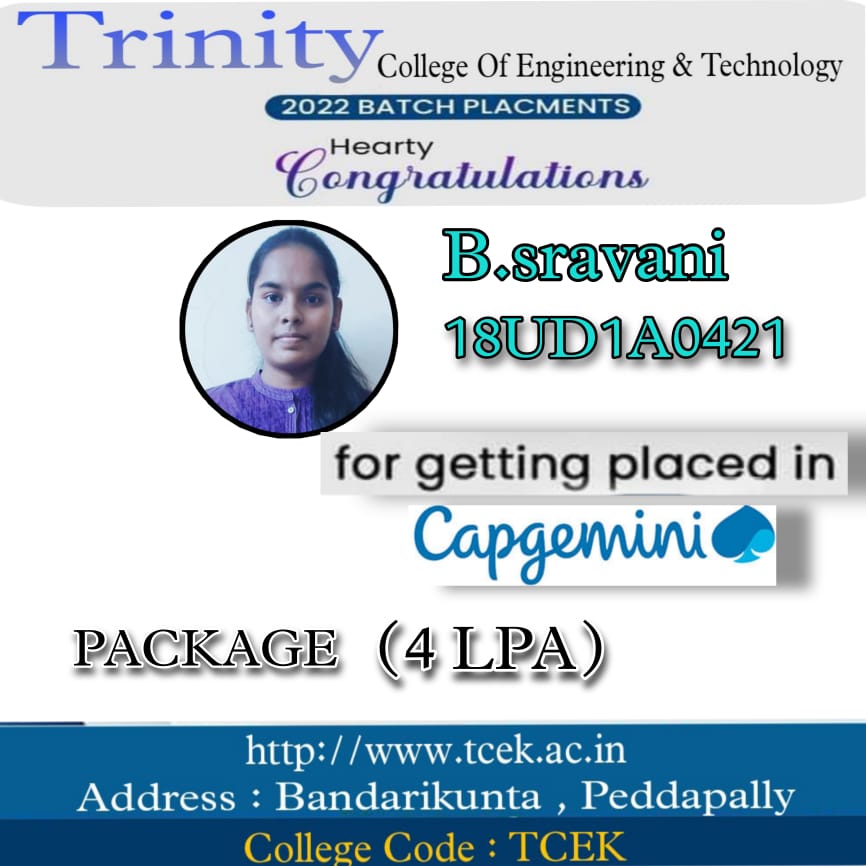 Trinity College Of Engineering & Technology
2022 BATCH PLACMENTS
Hearty
Congratulations
B.sravani
18UD1A0421
for getting placed in
Capgemini
PACKAGE (4 LPA)
http://www.tcek.ac.in
Address : Bandarikunta , Peddapally
College Code : TCEK